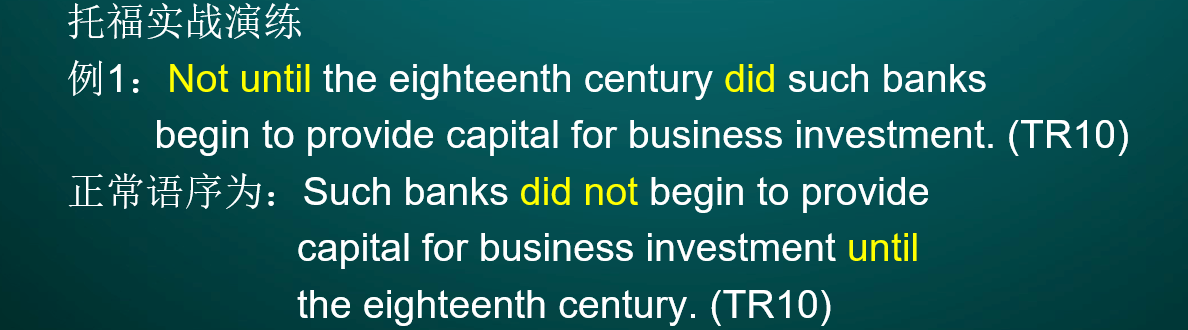 托福实战演练
例1：Not until the eighteenth century did such banks
begin to provide capital for business investment. (TR10)
正常语序为：Such banks did not begin to provide
capital for business investment until
the eighteenth century. (TR10)